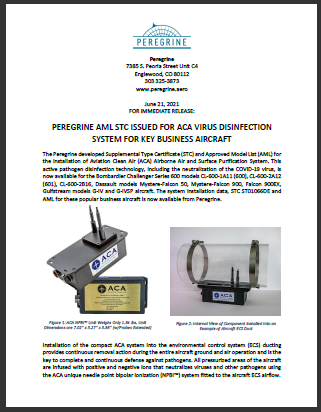 PEREGRINE
Peregrine
7385 S. Peoria Street Unit C4
Englewood, CO 80112
303 325-3873
www.peregrine.aero
June 21, 2021
FOR IMMEDIATE RELEASE:
PEREGRINE AML STC ISSUED FOR ACA VIRUS DISINFECTION
SYSTEM FOR KEY BUSINESS AIRCRAFT
The Peregrine developed Supplemental Type Certificate (STC) and Approved Model List (AML) for
the installation of Aviation Clean Air (ACA) Airborne Air and Surface Purification System. This
active pathogen disinfection technology, including the neutralization of the COVID-19 virus, is
now available for the Bombardier Challenger Series 600 models CL-600-1A11 (600), CL-600-2A12
(601), CL-600-2B16, Dassault models Mystere-Falcon 50, Mystere-Falcon 900, Falcon 900EX,
Gulfstream models G-IV and G-IVSP aircraft. The system installation data, STC ST01066DE and
AML for these popular business aircraft is now available from Peregrine.
ACA
ACA
Figure 1: ACA NPBI™ Unit Weighs Only 1.36 lbs, Unit
Dimensions are 7.02" x 5.27" x 5.56" (w/Probes Extended)
Figure 2: Internal View of Component Installed into an
Example of Aircraft ECS Duct
Installation of the compact ACA system into the environmental control system (ECS) ducting
provides continuous removal action during the entire aircraft ground and air operation and is the
key to complete and continuous defense against pathogens. All pressurized areas of the aircraft
are infused with positive and negative ions that neutralizes viruses and other pathogens using
the ACA unique needle point bipolar ionization (NPBI™) system fitted to the aircraft ECS airflow.